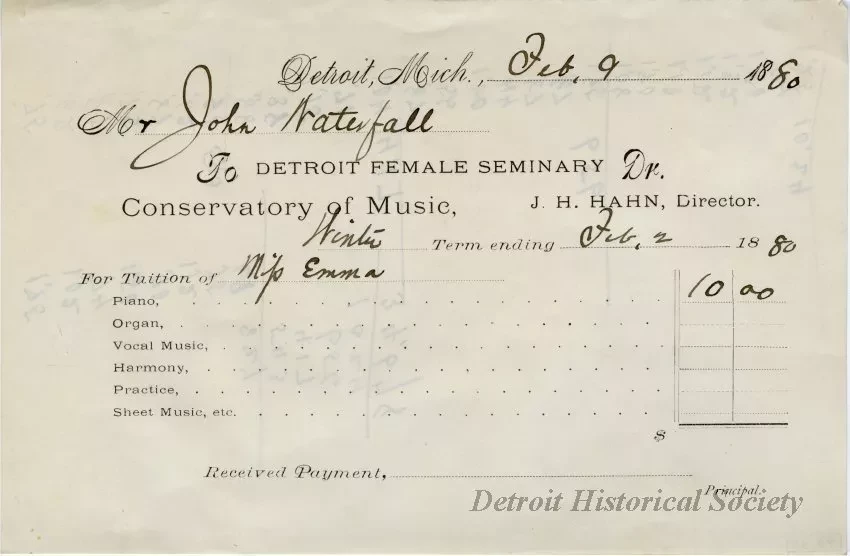 Detroit, Mich., Feb, 9 1880
Mr John Waterfall
To DETROIT FEMALE SEMINARY Dr.
Conservatory of Music, J. H. HAHN, Director.
Winter Term ending Feb, 2 1880
For Tuition of Miss Emma
Piano, 10 00
Organ,
Vocal Music,
Harmony,
Practice,
Sheet Music, etc.
$
Received Payment,
Principal.
Detroit Historical Society